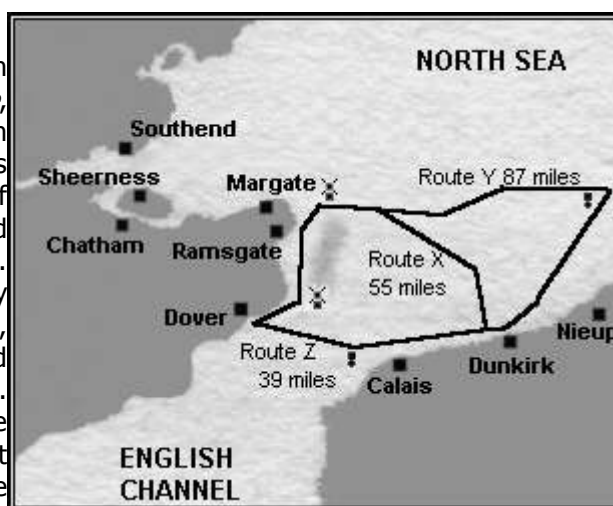 NORTH SEA
Southend
Sheerness
Margate
Route Y 87 miles
Chatham
Ramsgate
Route X
55 miles
Dover
Nieup
Route Z
39 miles
Dunkirk
Calais
ENGLISH
CHANNEL